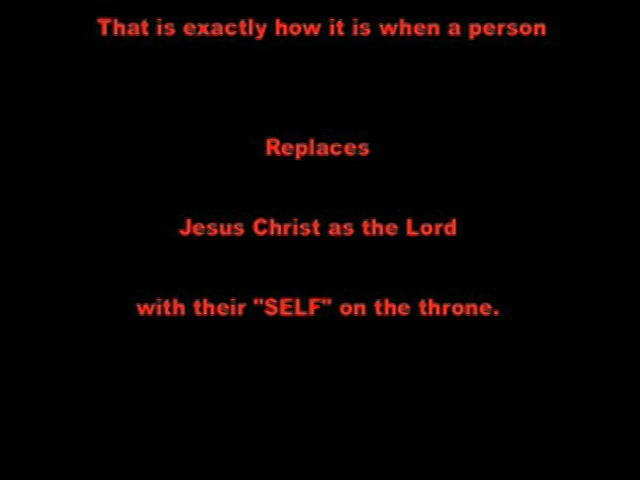 That is exactly how it is when a person
Replaces
Jesus Christ as the Lord
with their "SELF" on the throne.